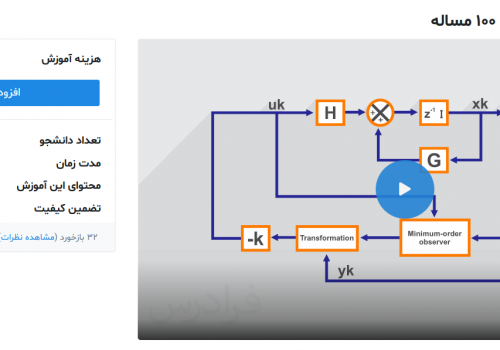 ۱۰۰ مساله
هزینه آموزش
افزود
تعداد دانشجو
مدت زمان
محتوای این آموزش
تضمین کیفیت
۳۲ بازخورد (مشاهده نظرات)
uk
H
z⁻¹ I
xk
G
-k
Transformation
Minimum-order
observer
yk
فرادرس